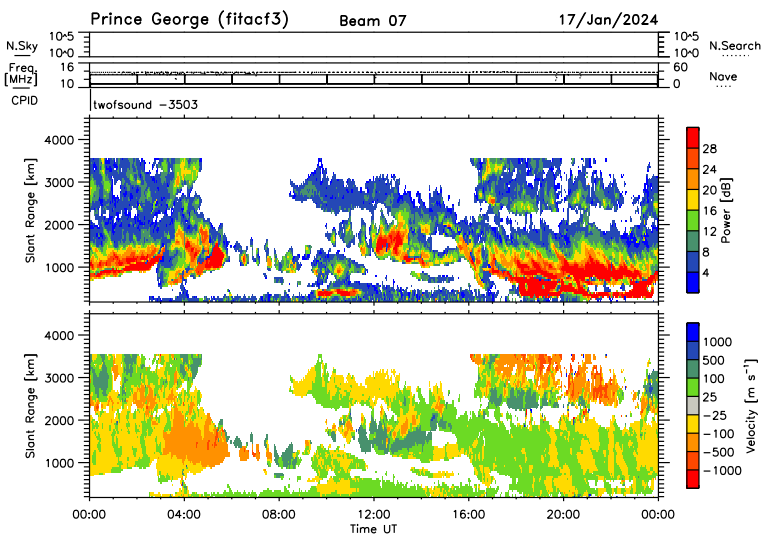 Prince George (fitacf3) Beam 07 17/Jan/2024
N.Sky 10^5 10^0 10^5 10^0 N.Search
Freq. [MHz] 16 10 60 0 Nave
CPID twofsound -3503
Slant Range [km] 4000 3000 2000 1000
Power [dB] 28 24 20 16 12 8 4
Slant Range [km] 4000 3000 2000 1000
Velocity [m s⁻¹] 1000 500 100 25 -25 -100 -500 -1000
00:00 04:00 08:00 12:00 16:00 20:00 00:00
Time UT